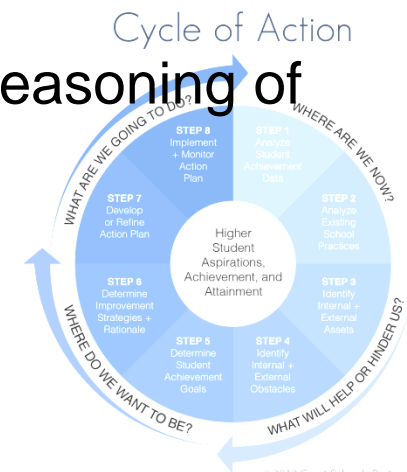 Cycle of Action
easoning of
WHERE ARE WE NOW?
STEP 1
Analyze
Student
Achievement
Data
STEP 2
Analyze
Existing
School
Practices
WHAT WILL HELP OR HINDER US?
STEP 3
Identify
Internal +
External
Assets
STEP 4
Identify
Internal +
External
Obstacles
WHERE DO WE WANT TO BE?
STEP 5
Determine
Student
Achievement
Goals
STEP 6
Determine
Improvement
Strategies +
Rationale
WHAT ARE WE GOING TO DO?
STEP 7
Develop
or Refine
Action Plan
STEP 8
Implement
+ Monitor
Action
Plan
Higher
Student
Aspirations,
Achievement, and
Attainment